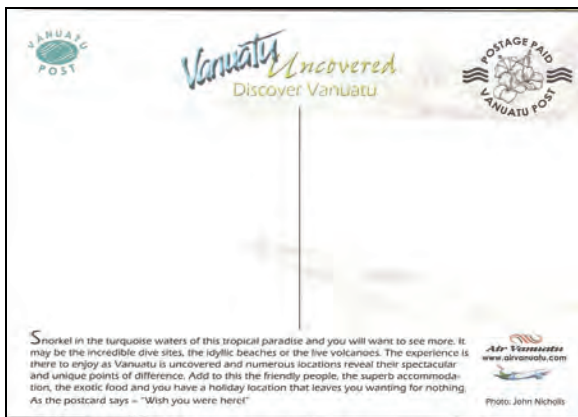 VANUATU
POST
Vanuatu Uncovered
Discover Vanuatu
POSTAGE PAID
VANUATU POST
Snorkel in the turquoise waters of this tropical paradise and you will want to see more. It
may be the incredible dive sites, the idyllic beaches or the live volcanoes. The experience is
there to enjoy as Vanuatu is uncovered and numerous locations reveal their spectacular
and unique points of difference. Add to this the friendly people, the superb accommoda-
tion, the exotic food and you have a holiday location that leaves you wanting for nothing.
As the postcard says – "Wish you were here!"
Air Vanuatu
www.airvanuatu.com
Photo: John Nicholls